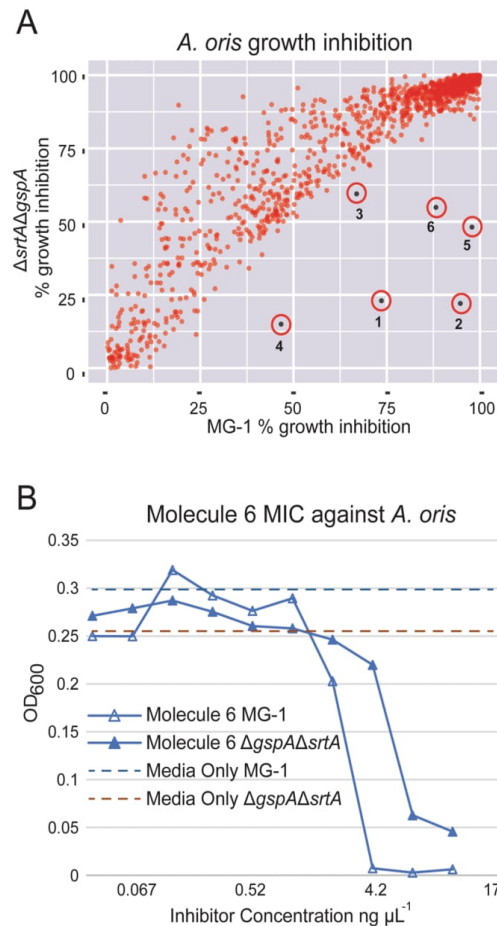 A
A. oris growth inhibition
ΔsrtAΔgspA
% growth inhibition
100
75
50
25
0
3
6
5
4
1
2
0 25 50 75 100
MG-1 % growth inhibition
B
Molecule 6 MIC against A. oris
OD600
0.35
0.3
0.25
0.2
0.15
0.1
0.05
0
Molecule 6 MG-1
Molecule 6 ΔgspAΔsrtA
Media Only MG-1
Media Only ΔgspAΔsrtA
0.067 0.52 4.2 17
Inhibitor Concentration ng µL-1